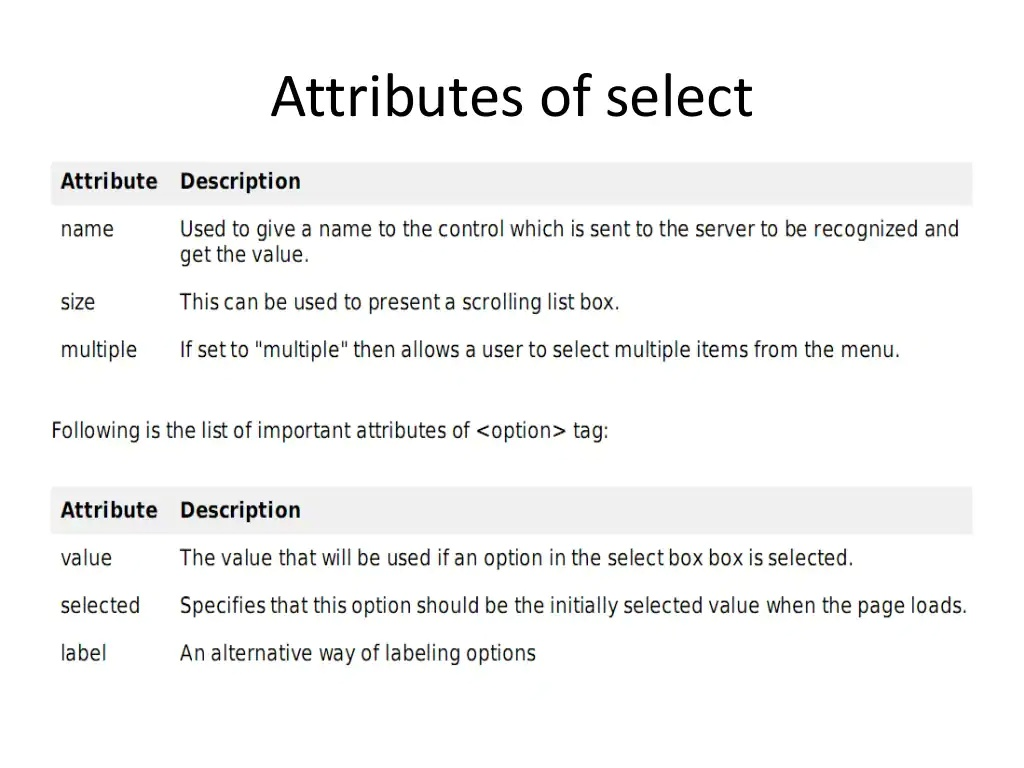 Attributes of select
Attribute Description
name Used to give a name to the control which is sent to the server to be recognized and
get the value.
size This can be used to present a scrolling list box.
multiple If set to "multiple" then allows a user to select multiple items from the menu.
Following is the list of important attributes of <option> tag:
Attribute Description
value The value that will be used if an option in the select box box is selected.
selected Specifies that this option should be the initially selected value when the page loads.
label An alternative way of labeling options